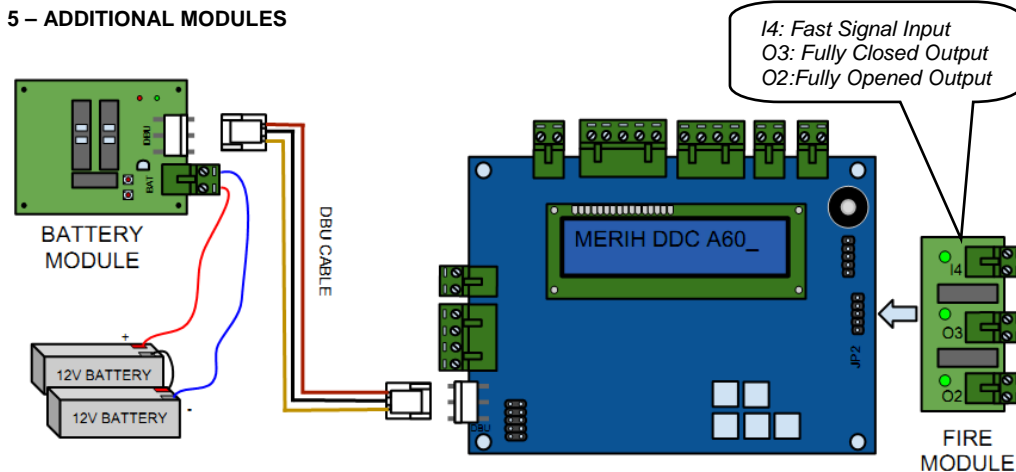 5 – ADDITIONAL MODULES
I4: Fast Signal Input
O3: Fully Closed Output
O2:Fully Opened Output
DBU
BAT
BATTERY
MODULE
DBU CABLE
MERIH DDC A60_
I4
O3
O2
JP2
+
12V BATTERY
12V BATTERY
-
DBU
FIRE
MODULE